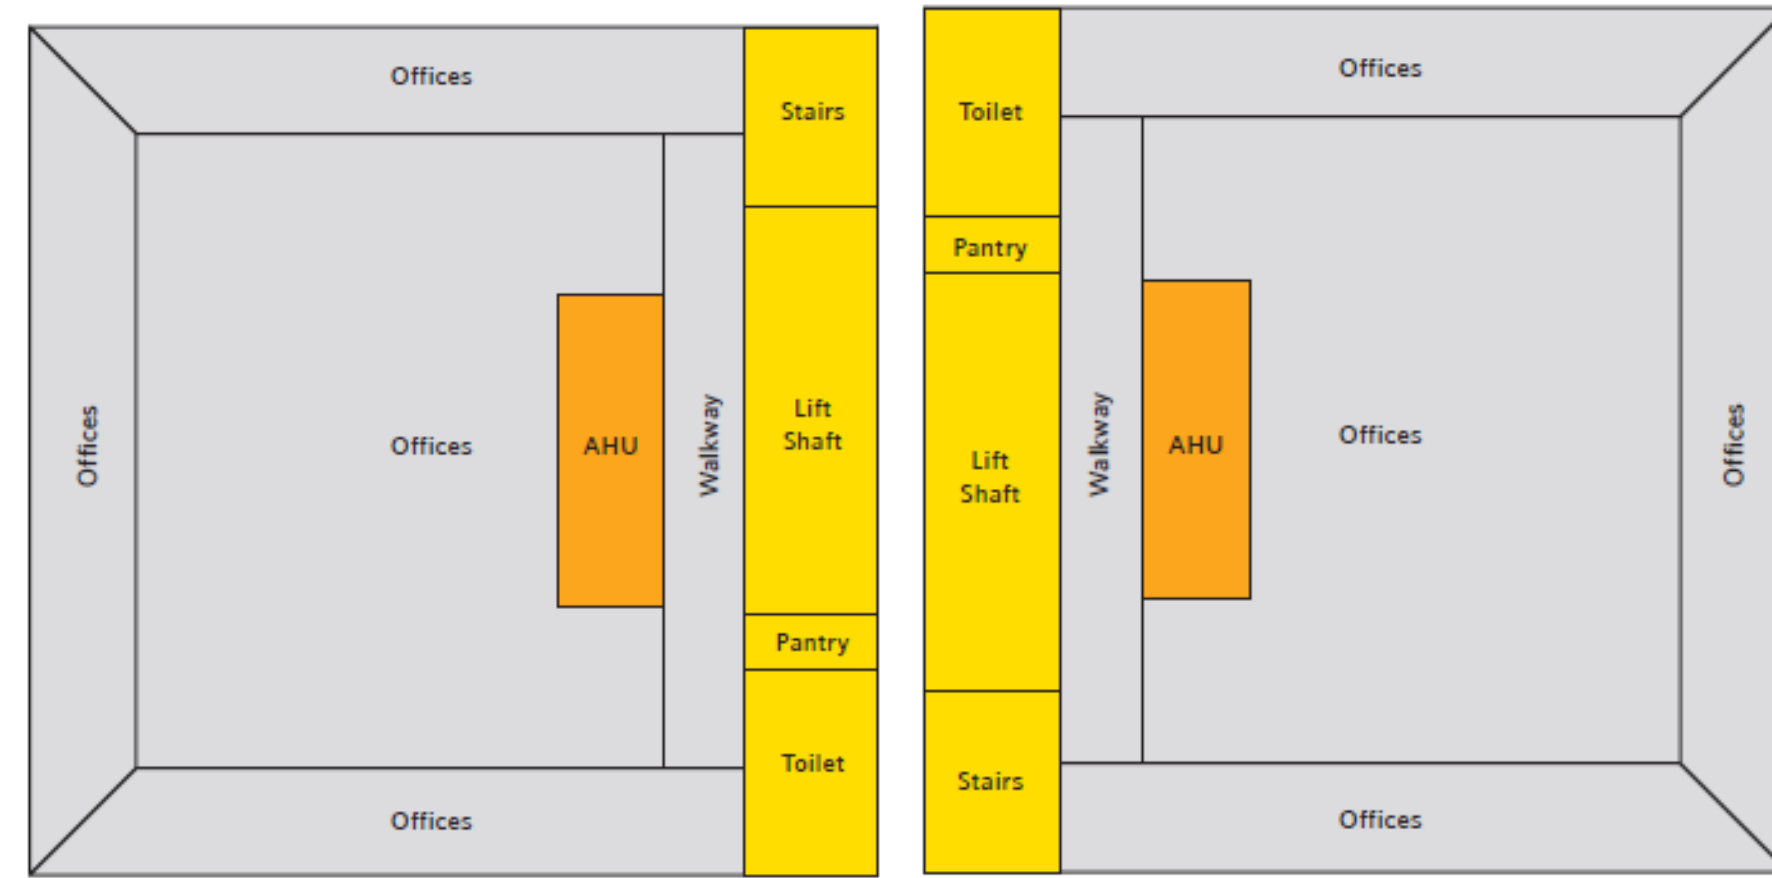 Offices
Stairs
Offices
Offices
AHU
Walkway
Lift
Shaft
Pantry
Toilet
Offices
Toilet
Offices
Pantry
Lift
Shaft
Walkway
AHU
Offices
Offices
Stairs
Offices